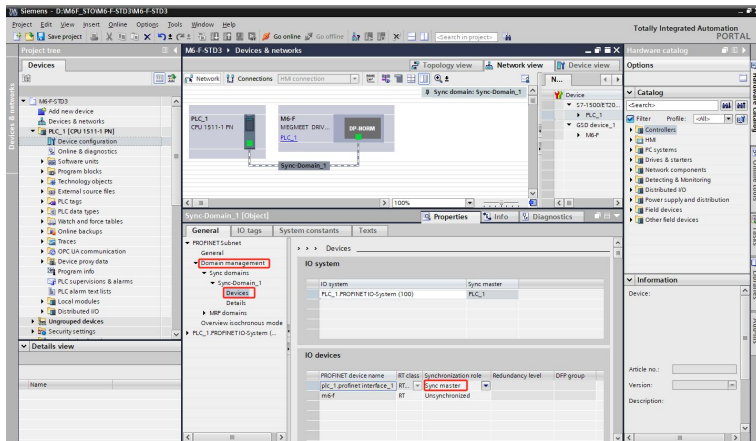 Siemens - D:\M6F_STO\M6-F-STD3\M6-F-STD3
Project Edit View Insert Online Options Tools Window Help
Save project Go online Go offline <Search in project>
Totally Integrated Automation
PORTAL
Project tree
M6-F-STD3 Devices & networks
Hardware catalog
Devices
Topology view Network view Device view
Options
Network Connections HMI connection
N...
Sync domain: Sync-Domain_1
Device
Catalog
M6-F-STD3
Add new device
Devices & networks
PLC_1 [CPU 1511-1 PN]
Device configuration
Online & diagnostics
Software units
Program blocks
Technology objects
External source files
PLC tags
PLC data types
Watch and force tables
Online backups
Traces
OPC UA communication
Device proxy data
Program info
PLC supervisions & alarms
PLC alarm text lists
Local modules
Distributed I/O
Ungrouped devices
Security settings
Details view
Name
PLC_1
CPU 1511-1 PN
M6-F
MEGMEET DRIV...
PLC_1
DP-NORM
Sync-Domain_1
S7-1500/ET20...
PLC_1
GSD device_1
M6-F
100%
Sync-Domain_1 [Object]
Properties Info Diagnostics
General IO tags System constants Texts
PROFINET Subnet
General
Domain management
Sync domains
Sync-Domain_1
Devices
Details
MRP domains
Overview isochronous mode
PLC_1.PROFINET IO-System (...
> > > Devices
IO system
IO system Sync master
PLC_1.PROFINET IO-System (100) PLC_1
IO devices
PROFINET device name RT class Synchronization role Redundancy level DFP group
plc_1.profinet interface_1 RT... Sync master
m6-f RT Unsynchronized
<Search>
Filter Profile: <All>
Controllers
HMI
PC systems
Drives & starters
Network components
Detecting & Monitoring
Distributed I/O
Power supply and distribution
Field devices
Other field devices
Information
Device:
Article no.:
Version:
Description:
Devices & networks
Hardware catalog
Online tools
Tasks
Libraries